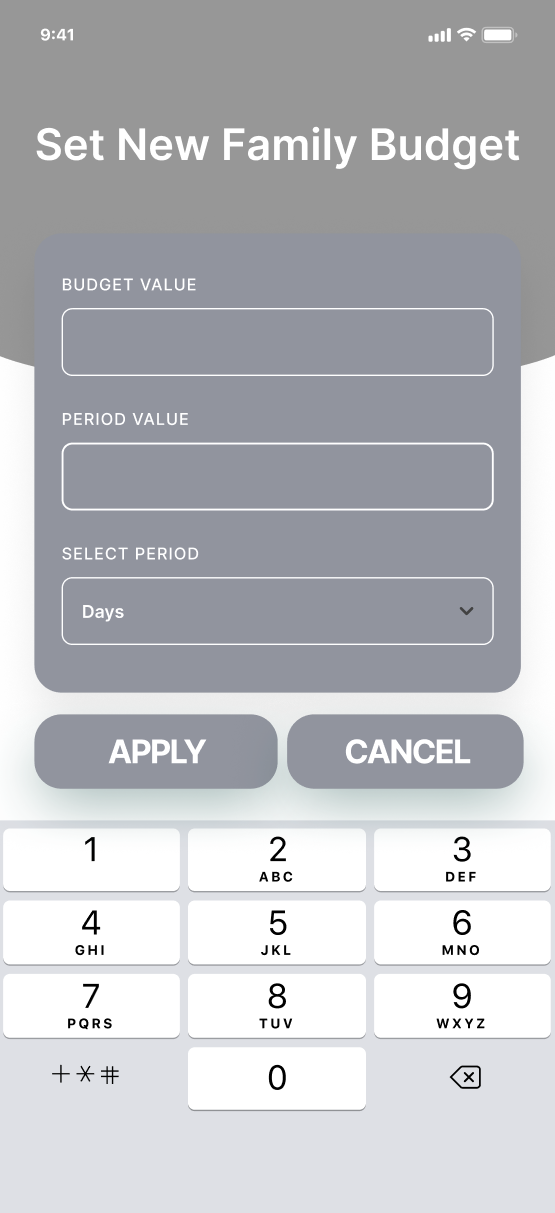 9:41
Set New Family Budget
BUDGET VALUE
PERIOD VALUE
SELECT PERIOD
Days
APPLY CANCEL
1 2 3
ABC DEF
4 5 6
GHI JKL MNO
7 8 9
PQRS TUV WXYZ
+*# 0